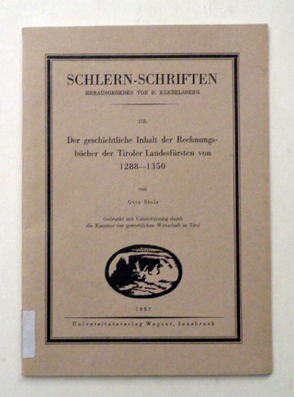 SCHLERN-SCHRIFTEN
HERAUSGEGEBEN VON R. KLEBELSBERG
175.
Der geschichtliche Inhalt der Rechnungs-
bücher der Tiroler Landesfürsten von
1288—1350
von
Otto Stolz
Gedruckt mit Unterstützung durch
die Kammer der gewerblichen Wirtschaft in Tirol
1957
Universitätsverlag Wagner, Innsbruck